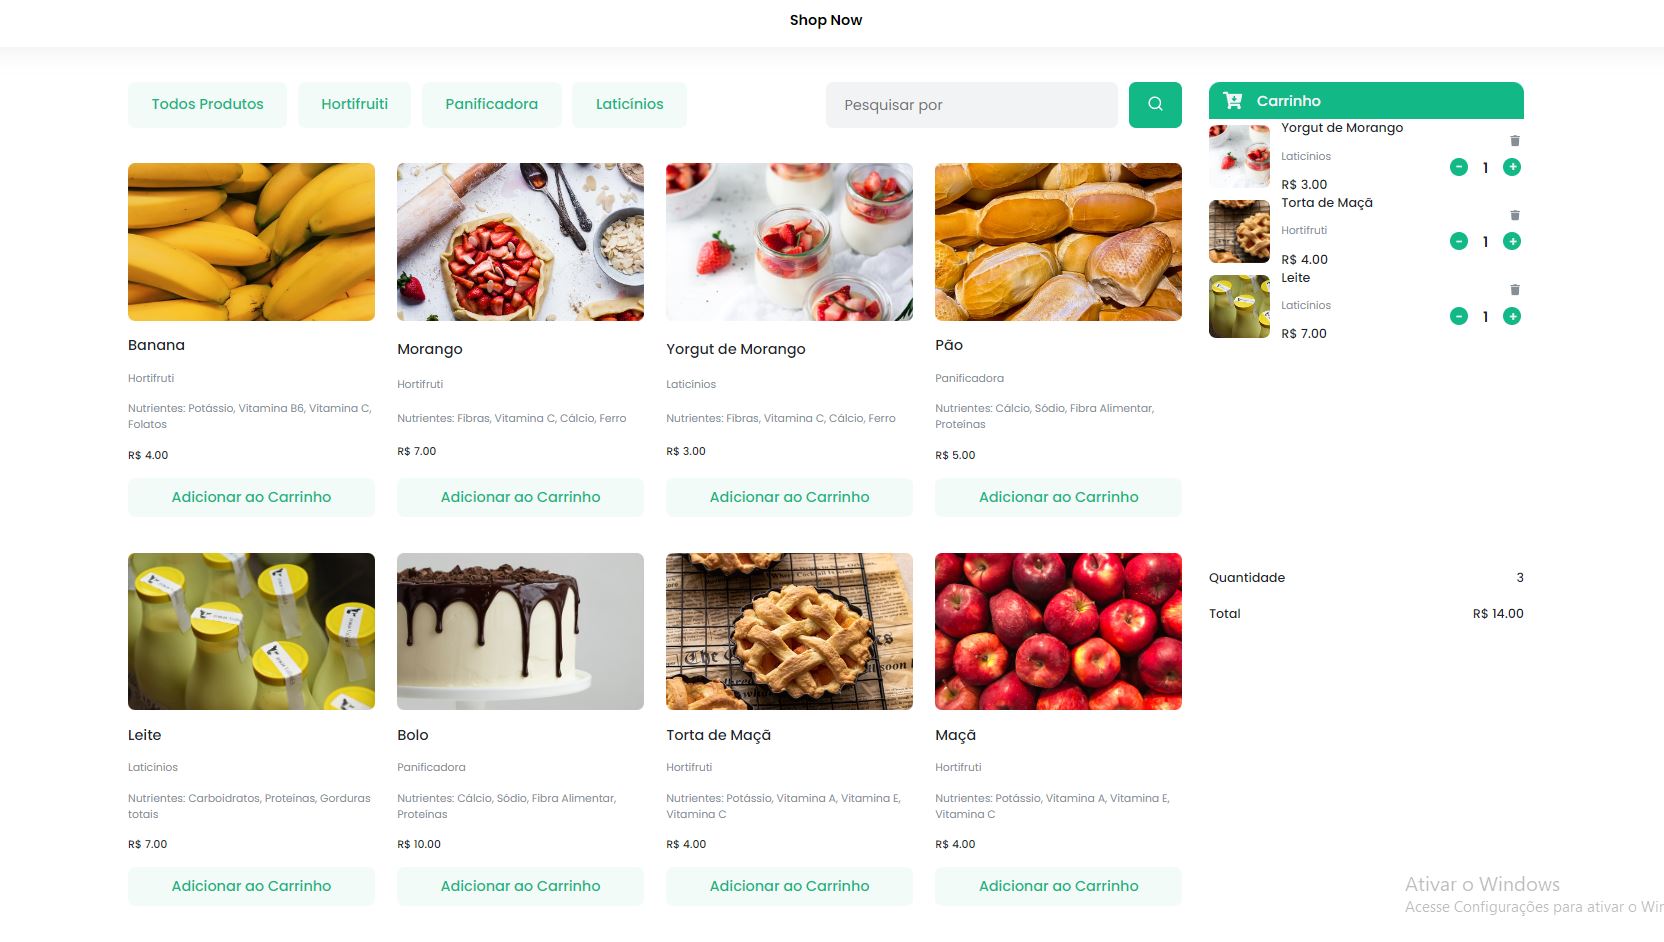 Shop Now
Todos Produtos
Hortifruiti
Panificadora
Laticínios
Pesquisar por
Banana
Hortifruti
Nutrientes: Potássio, Vitamina B6, Vitamina C,
Folatos
R$ 4.00
Adicionar ao Carrinho
Morango
Hortifruti
Nutrientes: Fibras, Vitamina C, Cálcio, Ferro
R$ 7.00
Adicionar ao Carrinho
Yorgut de Morango
Laticínios
Nutrientes: Fibras, Vitamina C, Cálcio, Ferro
R$ 3.00
Adicionar ao Carrinho
Pão
Panificadora
Nutrientes: Cálcio, Sódio, Fibra Alimentar,
Proteínas
R$ 5.00
Adicionar ao Carrinho
Leite
Laticínios
Nutrientes: Carboidratos, Proteínas, Gorduras
totais
R$ 7.00
Adicionar ao Carrinho
Bolo
Panificadora
Nutrientes: Cálcio, Sódio, Fibra Alimentar,
Proteínas
R$ 10.00
Adicionar ao Carrinho
Torta de Maçã
Hortifruti
Nutrientes: Potássio, Vitamina A, Vitamina E,
Vitamina C
R$ 4.00
Adicionar ao Carrinho
Maçã
Hortifruti
Nutrientes: Potássio, Vitamina A, Vitamina E,
Vitamina C
R$ 4.00
Adicionar ao Carrinho
Carrinho
Yorgut de Morango
Laticínios
- 1 +
R$ 3.00
Torta de Maçã
Hortifruti
- 1 +
R$ 4.00
Leite
Laticínios
- 1 +
R$ 7.00
Quantidade 3
Total R$ 14.00
Ativar o Windows
Acesse Configurações para ativar o Win